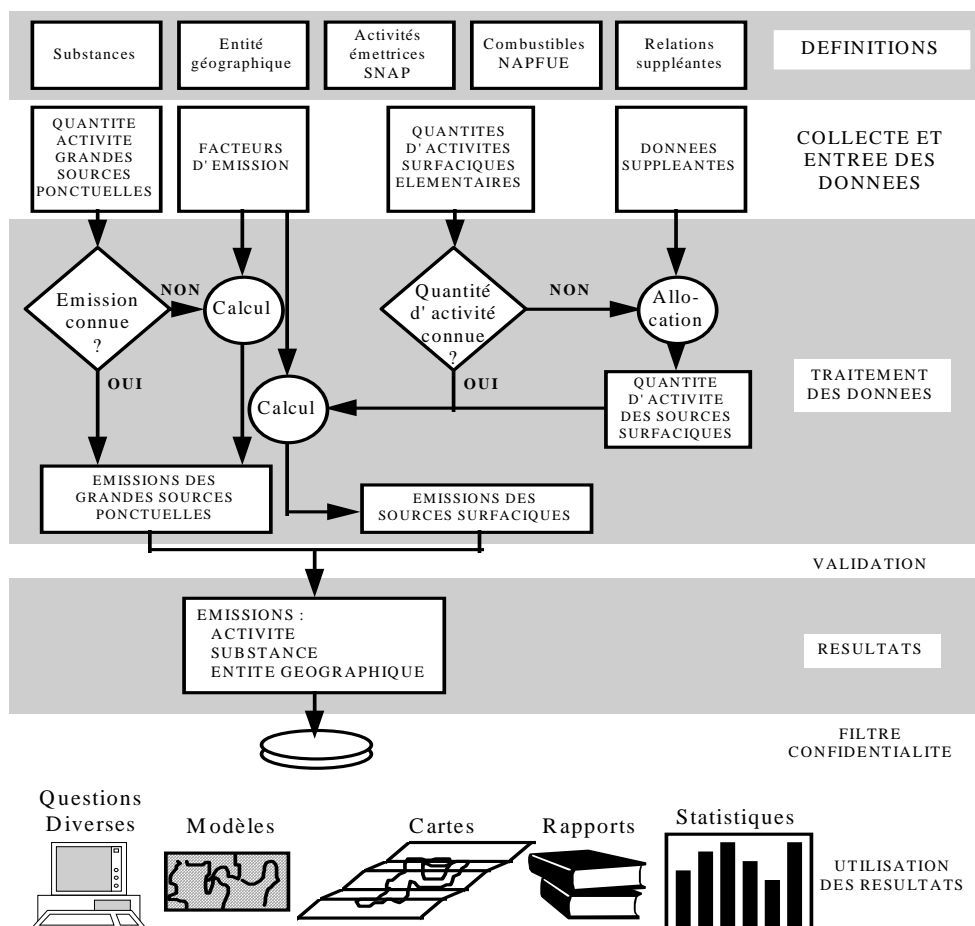 Substances
Entité
géographique
Activités
émettrices
SNAP
Combustibles
NAPFUE
Relations
suppléantes
DEFINITIONS
QUANTITE
ACTIVITE
GRANDES
SOURCES
PONCTUELLES
FACTEURS
D'EMISSION
QUANTITES
D'ACTIVITES
SURFACIQUES
ELEMENTAIRES
DONNEES
SUPPLEANTES
COLLECTE ET
ENTREE DES
DONNEES
Emission
connue
?
NON
Calcul
Quantité
d'activité
connue
?
NON
Allo-
cation
OUI
Calcul
OUI
QUANTITE
D'ACTIVITE
DES SOURCES
SURFACIQUES
TRAITEMENT
DES DONNEES
EMISSIONS DES
GRANDES SOURCES
PONCTUELLES
EMISSIONS DES
SOURCES SURFACIQUES
VALIDATION
EMISSIONS :
ACTIVITE
SUBSTANCE
ENTITE GEOGRAPHIQUE
RESULTATS
FILTRE
CONFIDENTIALITE
Questions
Diverses
Modèles
Cartes
Rapports
Statistiques
UTILISATION
DES RESULTATS